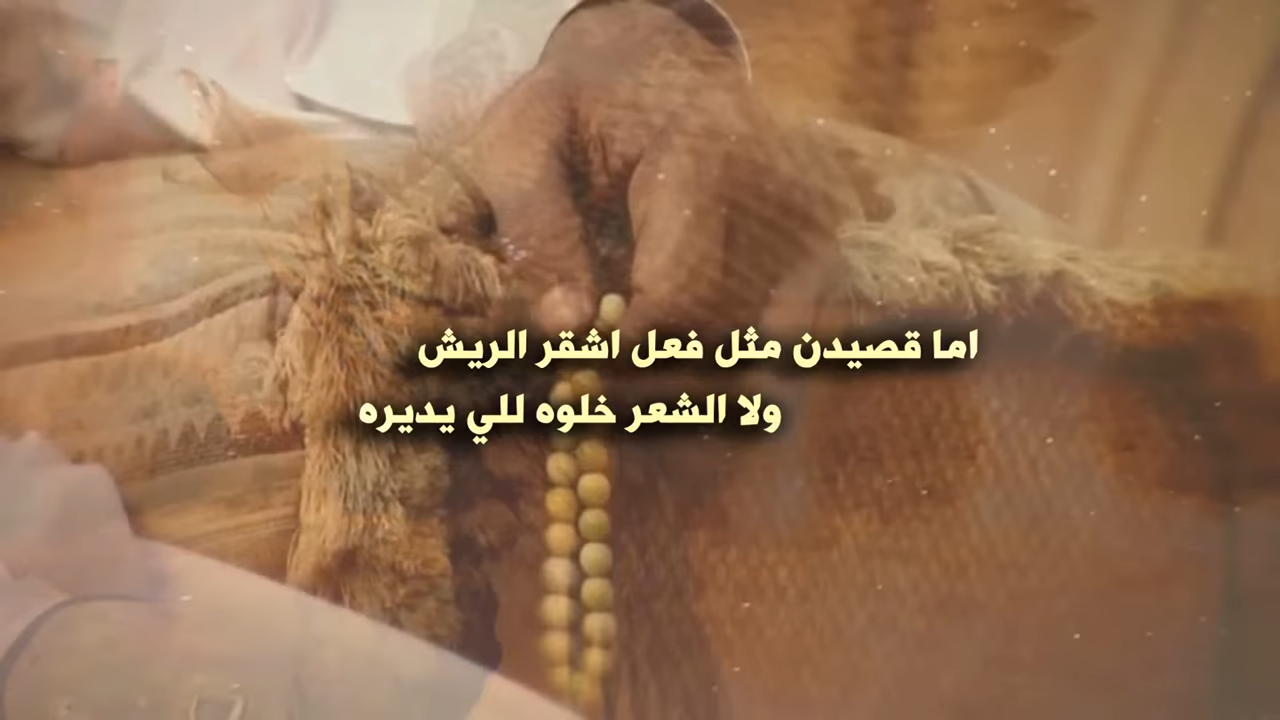 اما قصيدن مثل فعل اشقر الريش
ولا الشعر خلوه للي يديره